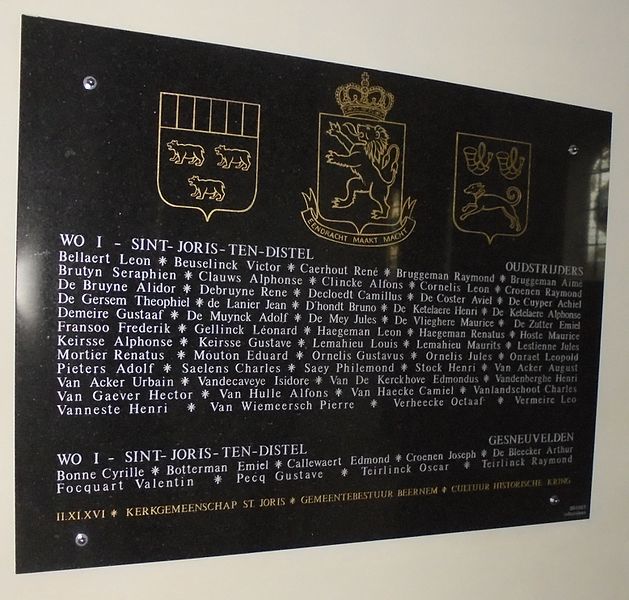 EENDRACHT MAAKT MACHT
WO I - SINT-JORIS-TEN-DISTEL OUDSTRIJDERS
Bellaert Leon * Beuselinck Victor * Caerhout René * Bruggeman Raymond * Bruggeman Aimé
Brutyn Seraphien * Clauws Alphonse * Clincke Alfons * Cornelis Leon * Croenen Raymond
De Bruyne Alidor * Debruyne Rene * Decloedt Camillus * De Coster Aviel * De Cuyper Achiel
De Gersem Theophiel * de Lanier Jean * D'hondt Bruno * De Ketelaere Henri * De Ketelaere Alphonse
Demeire Gustaaf * De Muynck Adolf * De Mey Jules * De Vlieghere Maurice * De Zutter Emiel
Fransoo Frederik * Gellinck Léonard * Haegeman Leon * Haegeman Renatus * Hoste Maurice
Keirsse Alphonse * Keirsse Gustave * Lemahieu Louis * Lemahieu Maurits * Lestienne Jules
Mortier Renatus * Mouton Eduard * Ornelis Gustavus * Ornelis Jules * Onraet Leopold
Pieters Adolf * Saelens Charles * Saey Philemond * Stock Henri * Van Acker August
Van Acker Urbain * Vandecaveye Isidore * Van De Kerckhove Edmondus * Vandenberghe Henri
Van Gaever Hector * Van Hulle Alfons * Van Haecke Camiel * Vanlandschoot Charles
Vanneste Henri * Van Wiemeersch Pierre * Verheecke Octaaf * Vermeire Leo
WO I - SINT-JORIS-TEN-DISTEL GESNEUVELDEN
Bonne Cyrille * Botterman Emiel * Callewaert Edmond * Croenen Joseph * De Bleecker Arthur
Focquart Valentin * Pecq Gustave * Teirlinck Oscar * Teirlinck Raymond
II.XI.XVI * KERKGEMEENSCHAP ST. JORIS * GEMEENTEBESTUUR BEERNEM * CULTUUR HISTORISCHE KRING